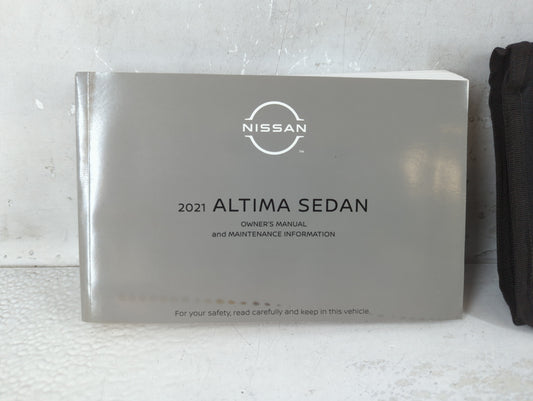 NISSAN
™
2021 ALTIMA SEDAN
OWNER'S MANUAL
and MAINTENANCE INFORMATION
For your safety, read carefully and keep in this vehicle.